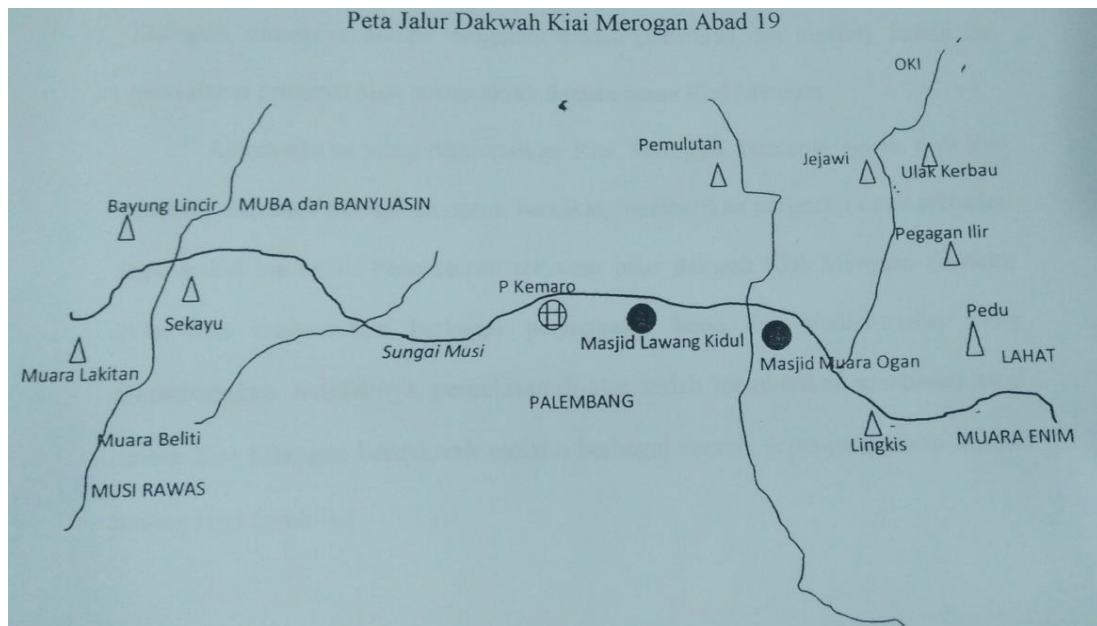 Peta Jalur Dakwah Kiai Merogan Abad 19
OKI
Pemulutan
Jejawi
Ulak Kerbau
Bayung Lincir
MUBA dan BANYUASIN
Pegagan Ilir
P Kemaro
Sekayu
Pedu
Sungai Musi
Masjid Lawang Kidul
Masjid Muara Ogan
LAHAT
Muara Lakitan
PALEMBANG
Muara Beliti
Lingkis
MUARA ENIM
MUSI RAWAS